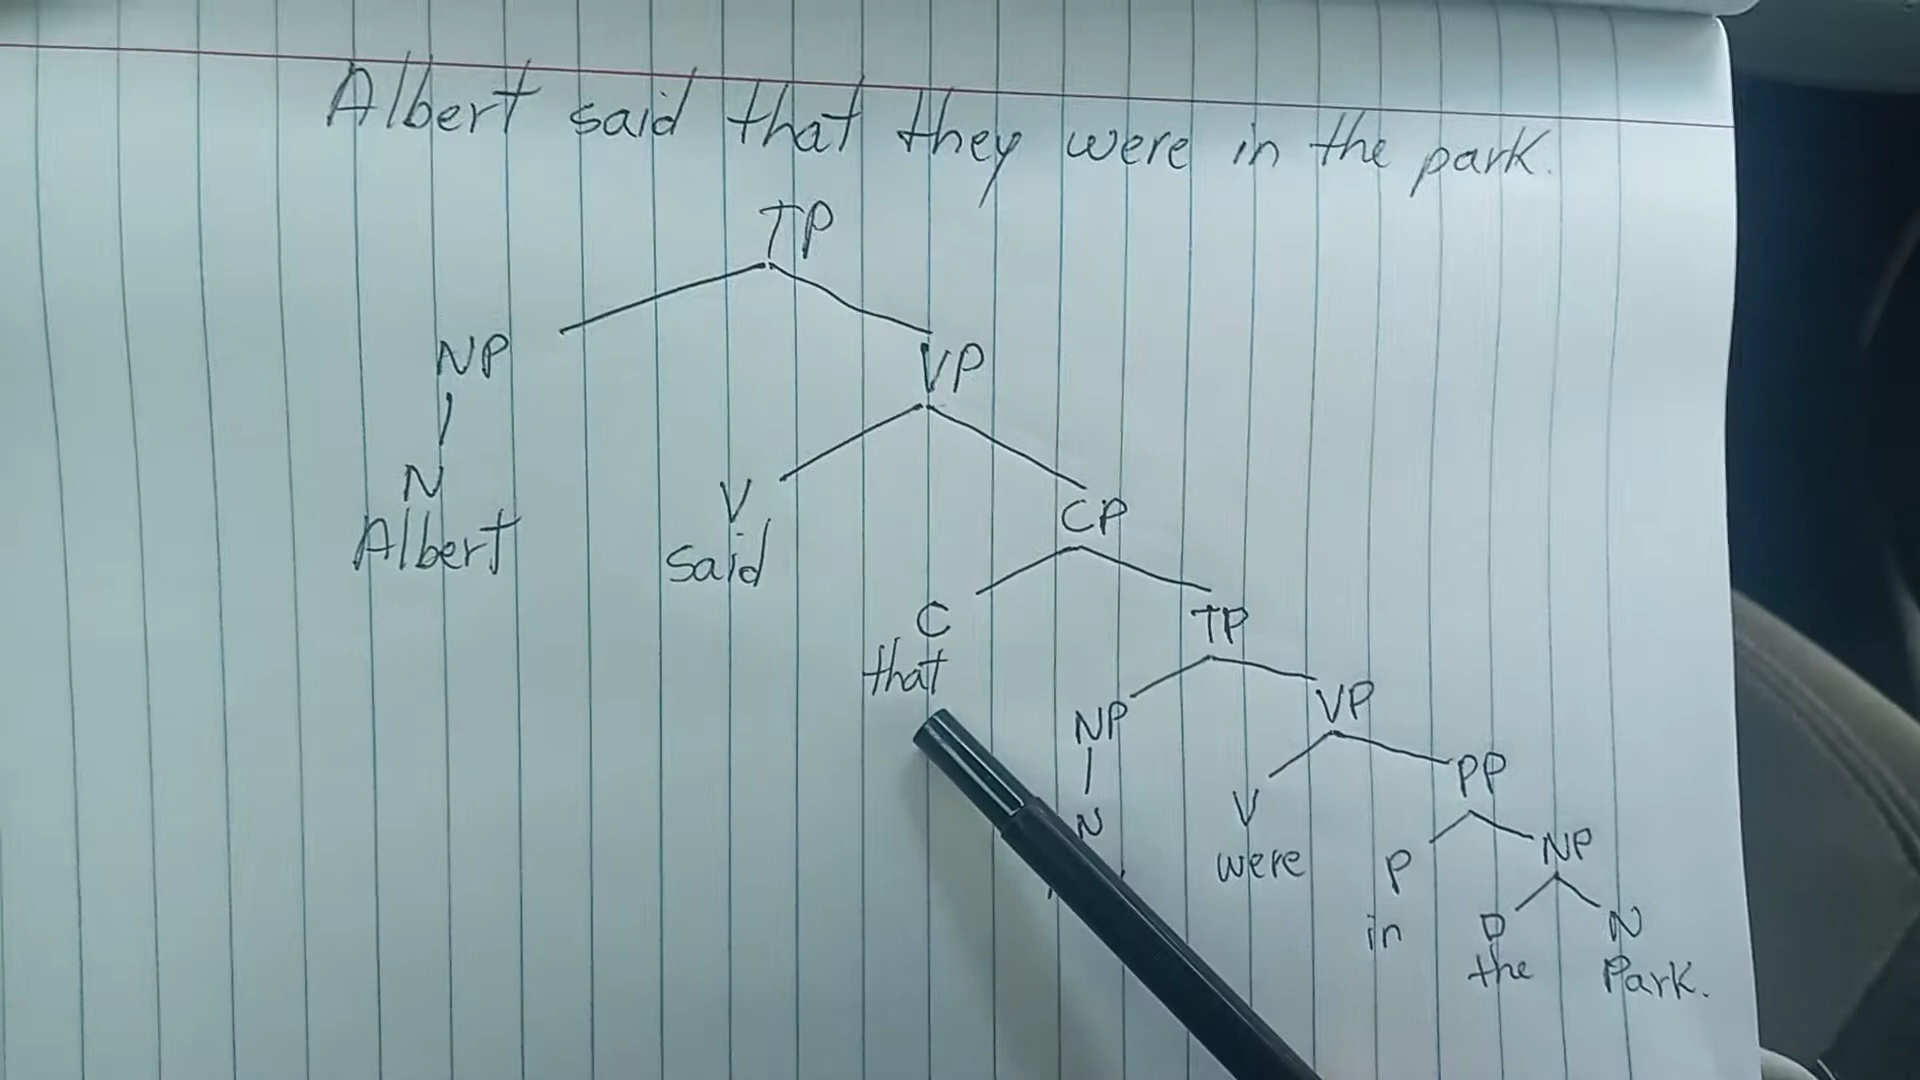 Albert said that they were in the park.
TP
NP VP
N V CP
Albert said
C TP
that
NP VP
N V PP
were P NP
in D N
the Park.